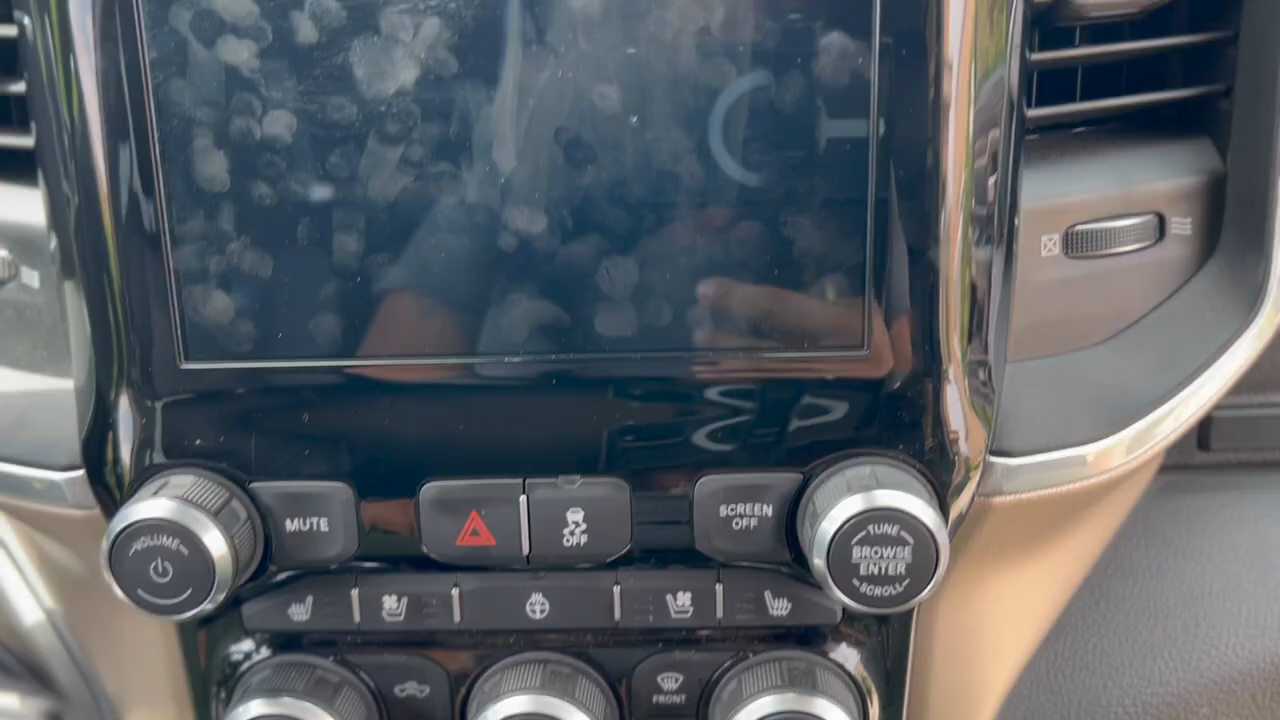 MUTE
OFF
SCREEN
OFF
VOLUME
TUNE
BROWSE
ENTER
SCROLL
FRONT